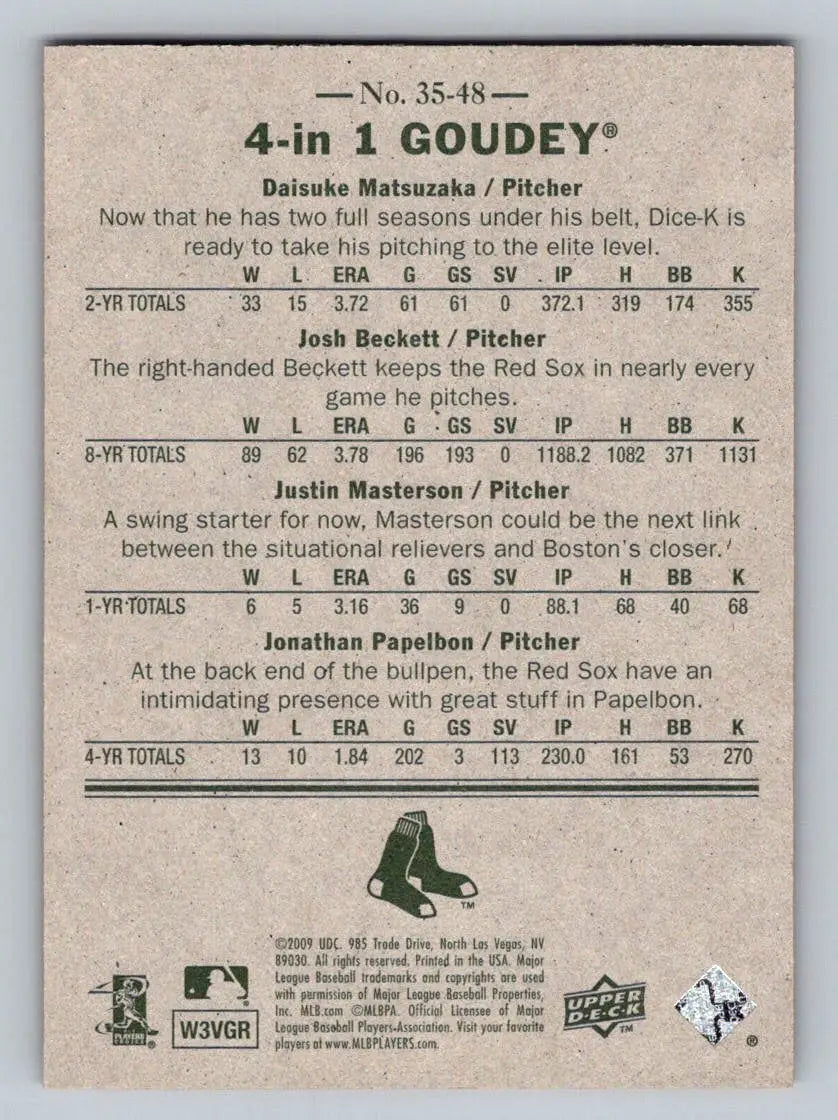 No. 35-48
4-in 1 GOUDEY®
Daisuke Matsuzaka / Pitcher
Now that he has two full seasons under his belt, Dice-K is
ready to take his pitching to the elite level.
W L ERA G GS SV IP H BB K
2-YR TOTALS 33 15 3.72 61 61 0 372.1 319 174 355
Josh Beckett / Pitcher
The right-handed Beckett keeps the Red Sox in nearly every
game he pitches.
W L ERA G GS SV IP H BB K
8-YR TOTALS 89 62 3.78 196 193 0 1188.2 1082 371 1131
Justin Masterson / Pitcher
A swing starter for now, Masterson could be the next link
between the situational relievers and Boston's closer.
W L ERA G GS SV IP H BB K
1-YR TOTALS 6 5 3.16 36 9 0 88.1 68 40 68
Jonathan Papelbon / Pitcher
At the back end of the bullpen, the Red Sox have an
intimidating presence with great stuff in Papelbon.
W L ERA G GS SV IP H BB K
4-YR TOTALS 13 10 1.84 202 3 113 230.0 161 53 270
TM
©2009 UDC. 985 Trade Drive, North Las Vegas, NV
89030. All rights reserved. Printed in the USA. Major
League Baseball trademarks and copyrights are used
with permission of Major League Baseball Properties,
Inc. MLB.com ©MLBPA. Official Licensee of Major
League Baseball Players Association. Visit your favorite
players at www.MLBPLAYERS.com.
PLAYERS
CHOICE
®
W3VGR
UPPER
D·E·C·K
TM
®